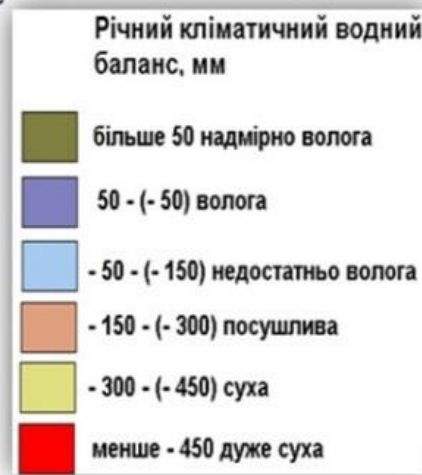 Річний кліматичний водний
баланс, мм
більше 50 надмірно волога
50 - (- 50) волога
- 50 - (- 150) недостатньо волога
- 150 - (- 300) посушлива
- 300 - (- 450) суха
менше - 450 дуже суха